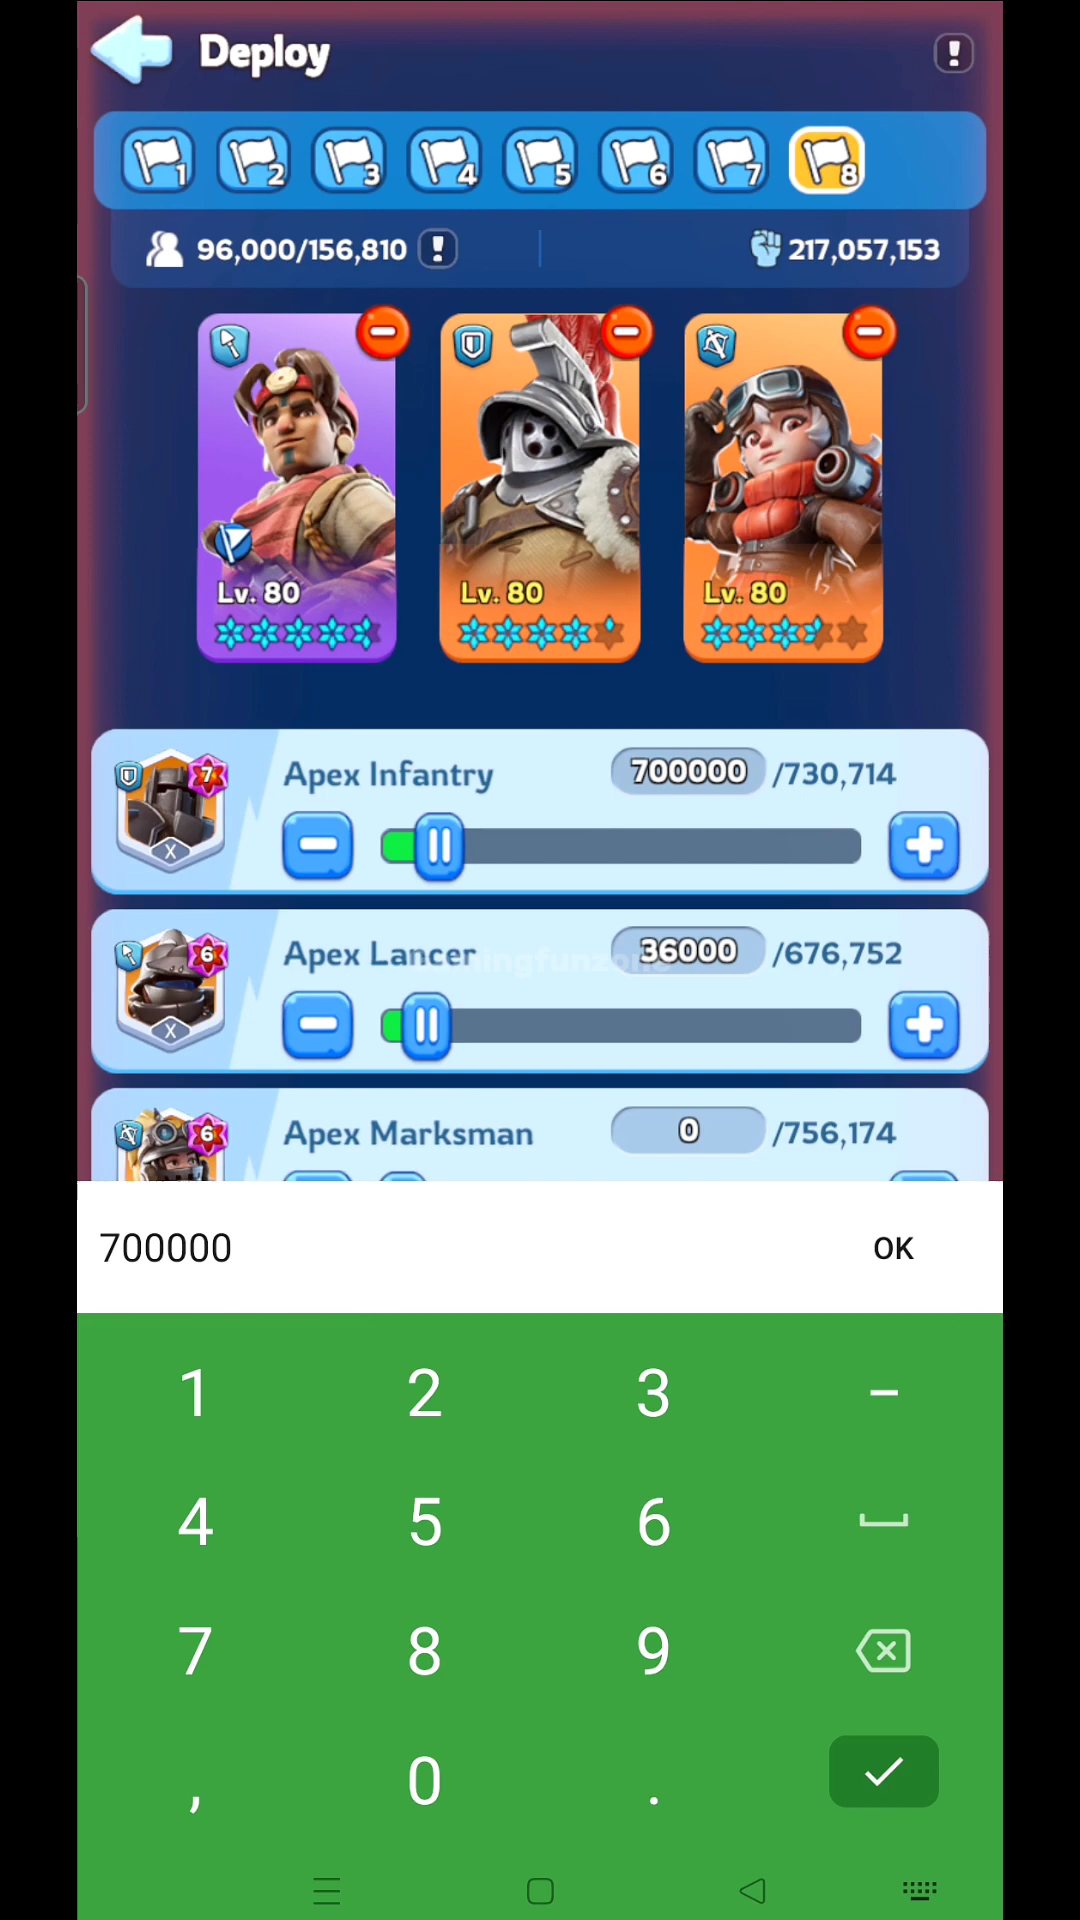 Deploy
!
1 2 3 4 5 6 7 8
96,000/156,810 ! 217,057,153
Lv. 80 Lv. 80 Lv. 80
7 Apex Infantry 700000 /730,714
X
6 Apex Lancer 36000 /676,752
X
6 Apex Marksman 0 /756,174
700000 OK
1 2 3 -
4 5 6
7 8 9
, 0 .